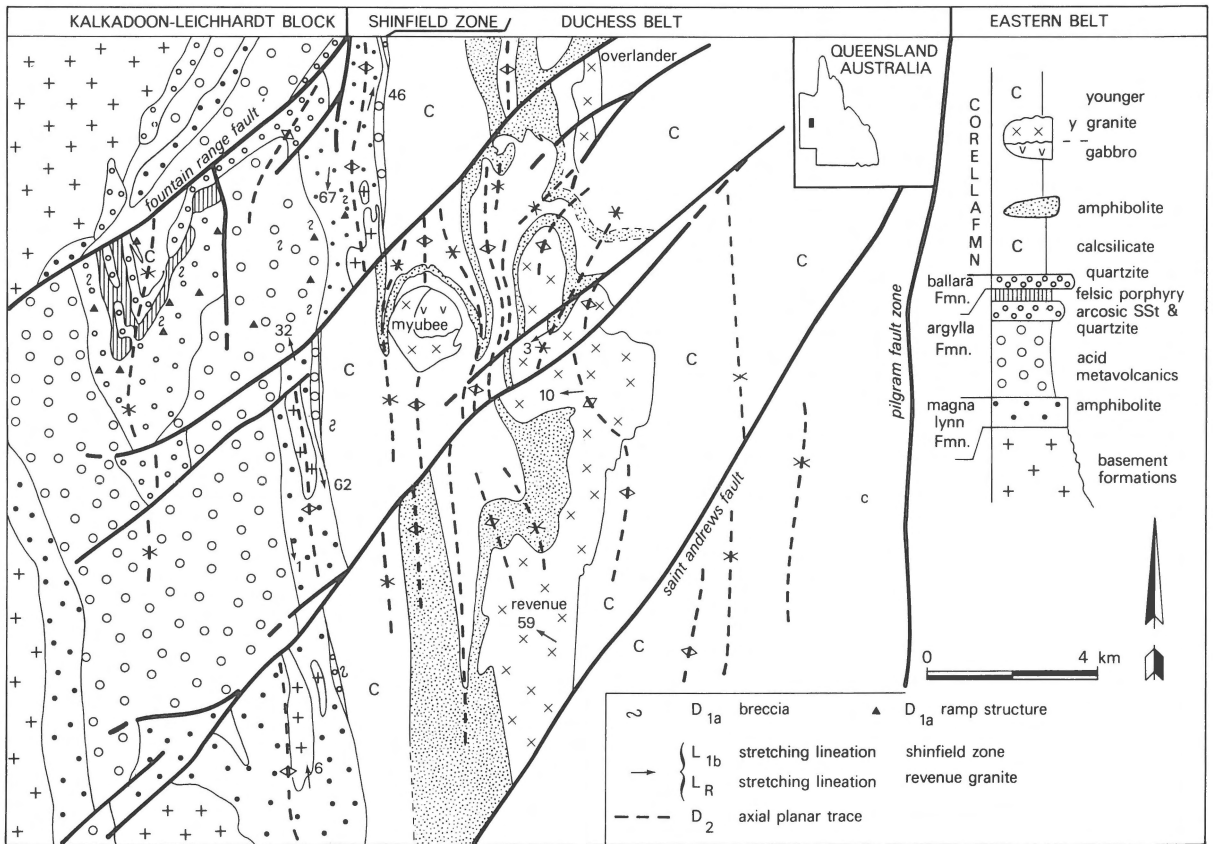 KALKADOON-LEICHHARDT BLOCK
SHINFIELD ZONE
DUCHESS BELT
EASTERN BELT
QUEENSLAND
AUSTRALIA
overlander
fountain range fault
46
67
C
C
C
C
C
32
myubee
v v
3
10
C
C
62
1
revenue
59
C
C
C
C
6
c
saint andrews fault
pilgram fault zone
CORELLA FMN
C
younger
y granite
v v
gabbro
amphibolite
C
calcsilicate
quartzite
ballara
Fmn.
felsic porphyry
arcosic SSt &
quartzite
argylla
Fmn.
acid
metavolcanics
magna
lynn
Fmn.
amphibolite
basement
formations
0 4 km
D1a breccia
D1a ramp structure
L1b stretching lineation shinfield zone
LR stretching lineation revenue granite
D2 axial planar trace